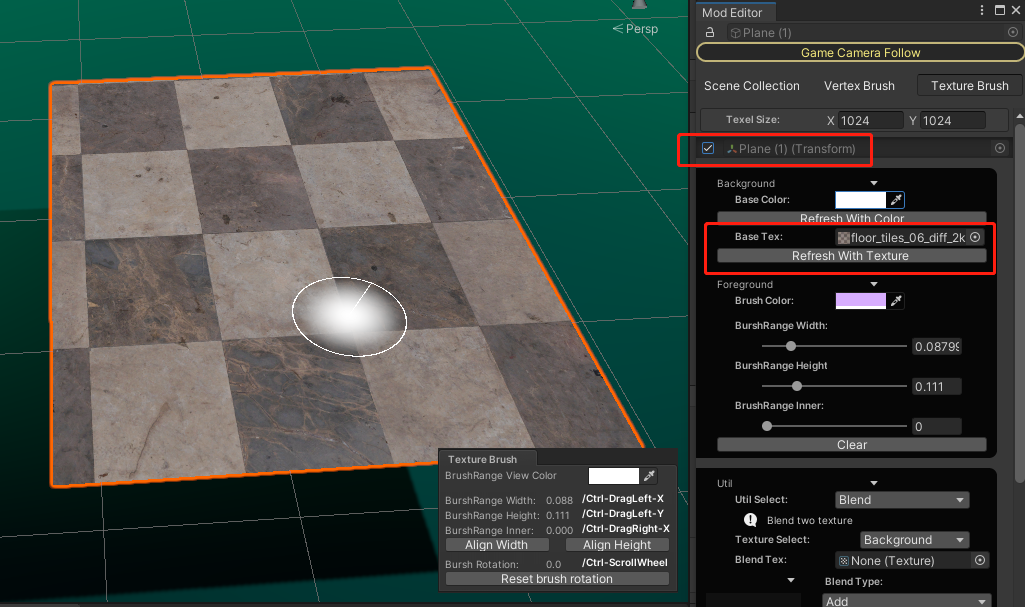 Persp
Mod Editor
Plane (1)
Game Camera Follow
Scene Collection
Vertex Brush
Texture Brush
Texel Size:
X 1024
Y 1024
Plane (1) (Transform)
Background
Base Color:
Refresh With Color
Base Tex:
floor_tiles_06_diff_2k
Refresh With Texture
Foreground
Brush Color:
BurshRange Width:
0.08799
BurshRange Height
0.111
BrushRange Inner:
0
Clear
Util
Util Select:
Blend
Blend two texture
Texture Select:
Background
Blend Tex:
None (Texture)
Blend Type:
Add
Texture Brush
BrushRange View Color
BurshRange Width: 0.088 /Ctrl-DragLeft-X
BurshRange Height: 0.111 /Ctrl-DragLeft-Y
BurshRange Inner: 0.000 /Ctrl-DragRight-X
Align Width
Align Height
Bursh Rotation: 0.0 /Ctrl-ScrollWheel
Reset brush rotation